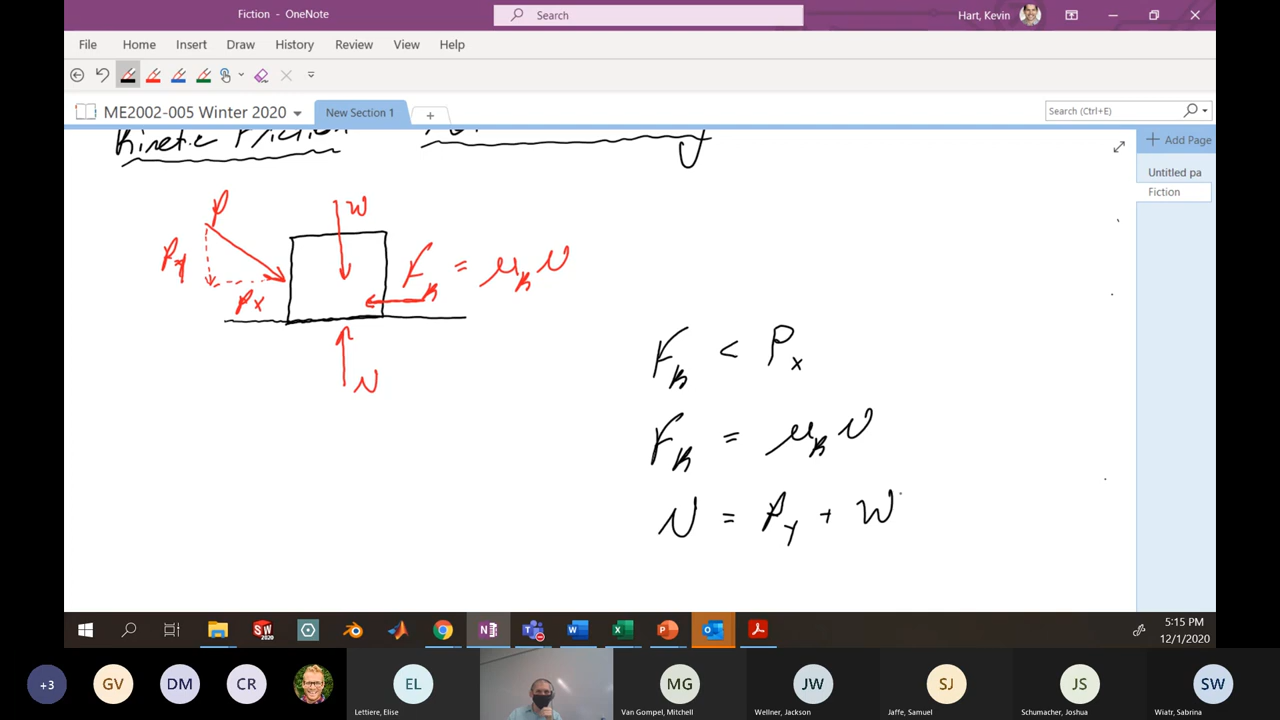 Fiction - OneNote
Search
Hart, Kevin
File Home Insert Draw History Review View Help
ME2002-005 Winter 2020
New Section 1
Search (Ctrl+E)
Add Page
Untitled pa
Fiction
Kinetic Friction
P
W
Py
Px
Fk = μk N
N
Fk < Px
Fk = μk N
N = Py + W
5:15 PM
12/1/2020
+3 GV DM CR EL MG JW SJ JS SW
Lettiere, Elise
Van Gompel, Mitchell
Wellner, Jackson
Jaffe, Samuel
Schumacher, Joshua
Wiatr, Sabrina